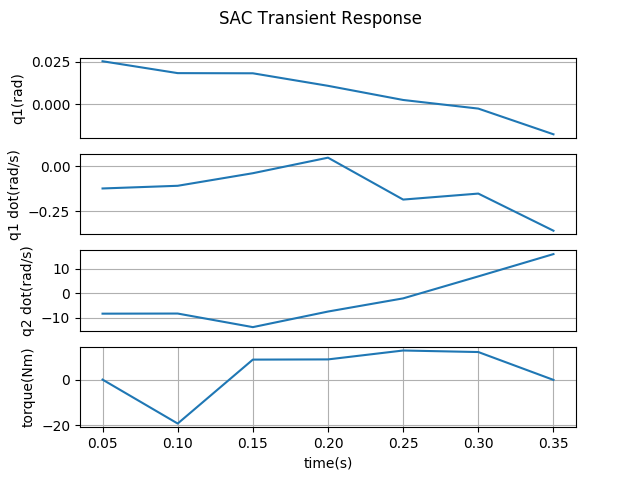 SAC Transient Response
q1(rad)
0.025
0.000
q1 dot(rad/s)
0.00
−0.25
q2 dot(rad/s)
10
0
−10
torque(Nm)
0
−20
0.05 0.10 0.15 0.20 0.25 0.30 0.35
time(s)